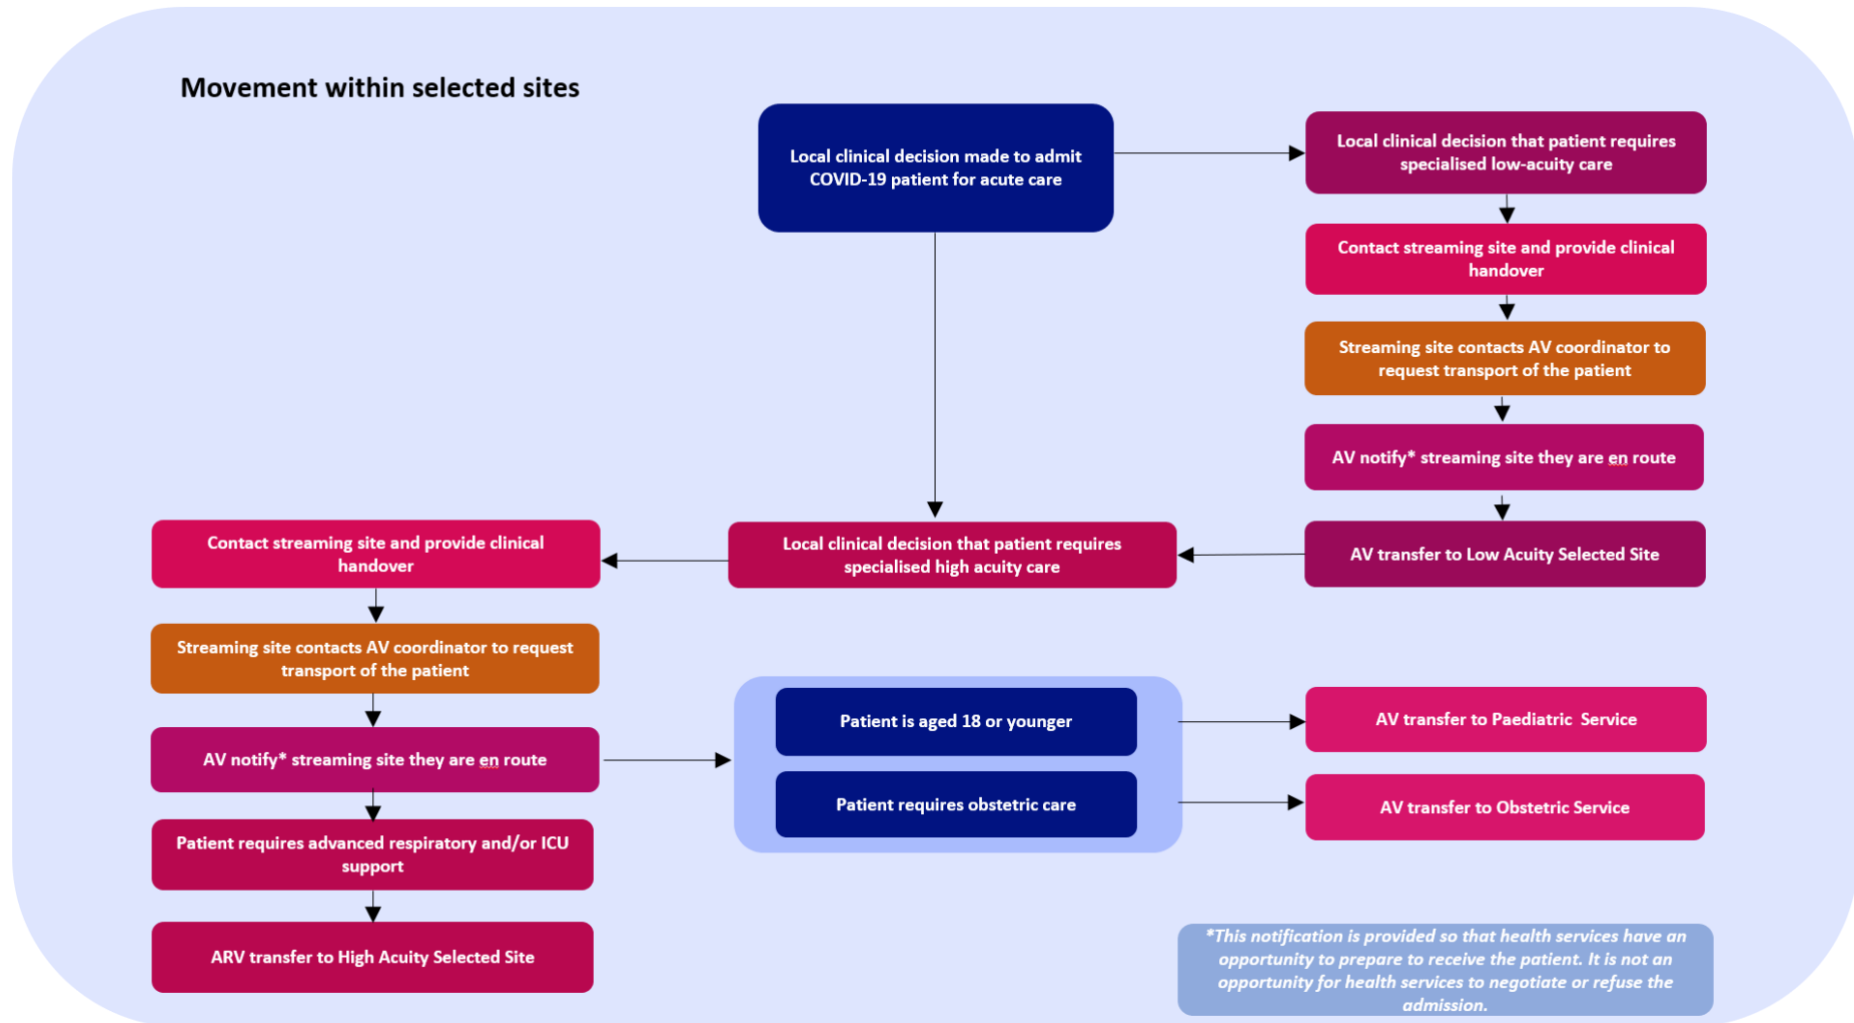 Movement within selected sites
Local clinical decision made to admit
COVID-19 patient for acute care
Local clinical decision that patient requires
specialised low-acuity care
Contact streaming site and provide clinical
handover
Streaming site contacts AV coordinator to
request transport of the patient
AV notify* streaming site they are en route
AV transfer to Low Acuity Selected Site
Local clinical decision that patient requires
specialised high acuity care
Contact streaming site and provide clinical
handover
Streaming site contacts AV coordinator to request
transport of the patient
AV notify* streaming site they are en route
Patient requires advanced respiratory and/or ICU
support
ARV transfer to High Acuity Selected Site
Patient is aged 18 or younger
AV transfer to Paediatric Service
Patient requires obstetric care
AV transfer to Obstetric Service
*This notification is provided so that health services have an
opportunity to prepare to receive the patient. It is not an
opportunity for health services to negotiate or refuse the
admission.